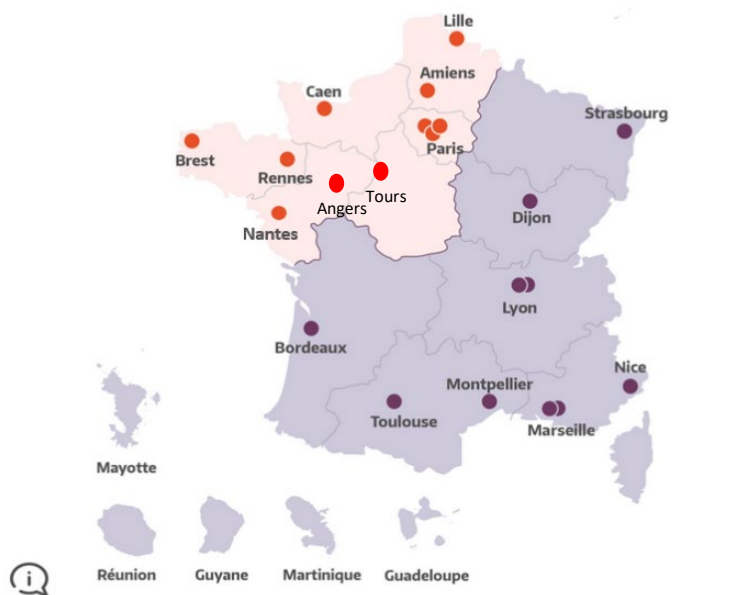 Lille
Amiens
Caen
Strasbourg
Paris
Brest
Rennes
Tours
Angers
Dijon
Nantes
Lyon
Bordeaux
Nice
Montpellier
Toulouse
Marseille
Mayotte
Réunion
Guyane
Martinique
Guadeloupe
i